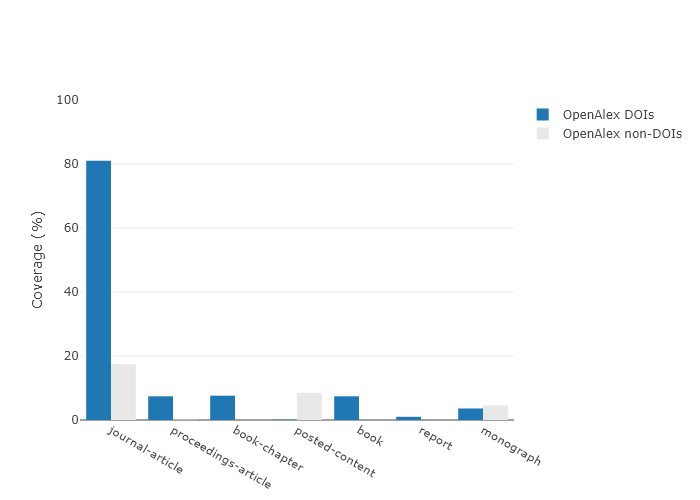 100
80
60
40
20
0
Coverage (%)
journal-article
proceedings-article
book-chapter
posted-content
book
report
monograph
OpenAlex DOIs
OpenAlex non-DOIs